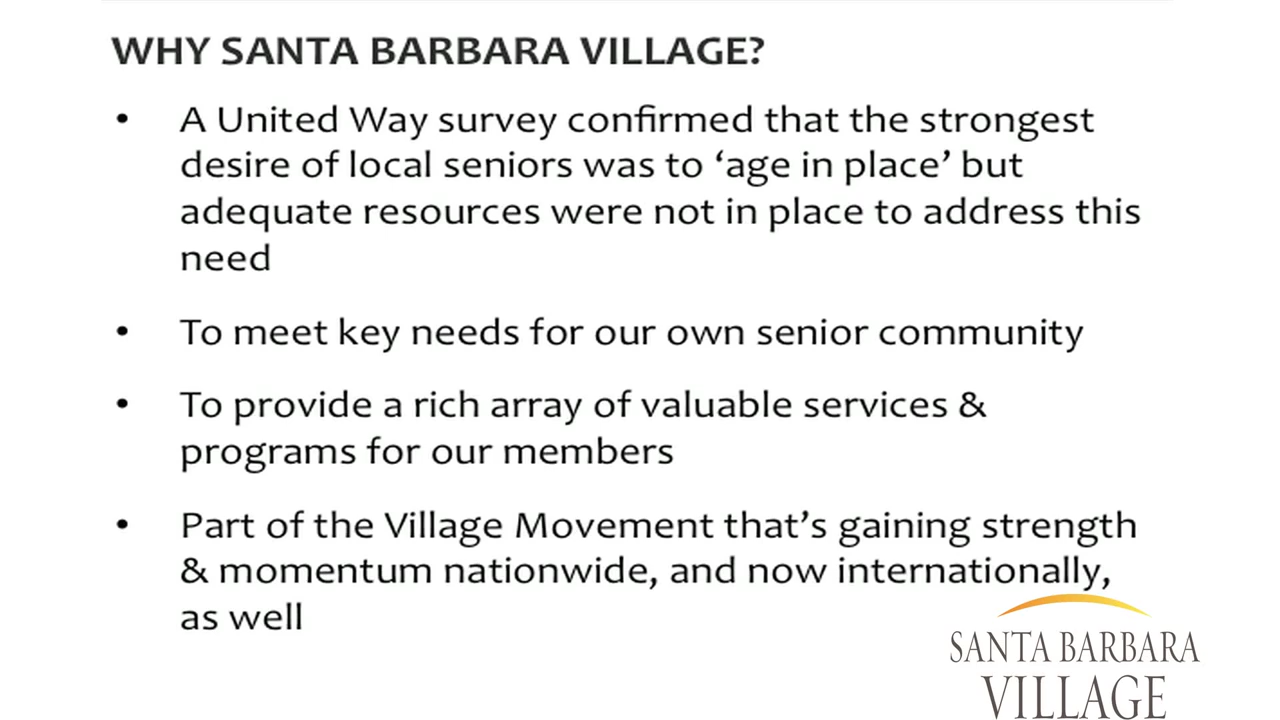 WHY SANTA BARBARA VILLAGE?
• A United Way survey confirmed that the strongest
desire of local seniors was to ‘age in place’ but
adequate resources were not in place to address this
need
• To meet key needs for our own senior community
• To provide a rich array of valuable services &
programs for our members
• Part of the Village Movement that’s gaining strength
& momentum nationwide, and now internationally,
as well
SANTA BARBARA
VILLAGE